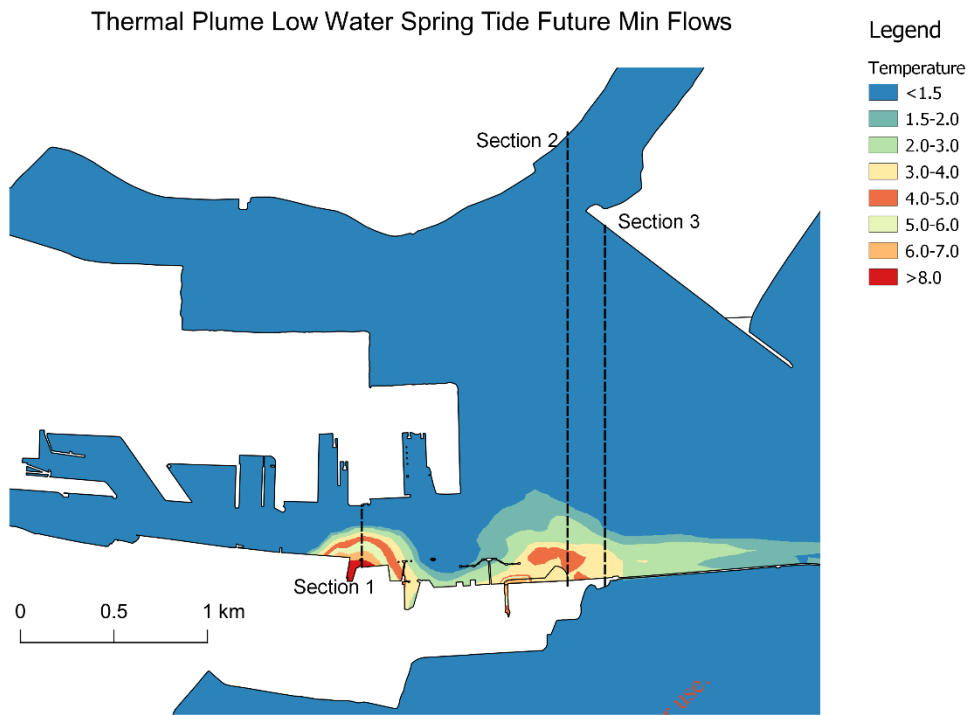 Thermal Plume Low Water Spring Tide Future Min Flows
Legend
Temperature
<1.5
1.5-2.0
2.0-3.0
3.0-4.0
4.0-5.0
5.0-6.0
6.0-7.0
>8.0
Section 2
Section 3
Section 1
0 0.5 1 km
use.